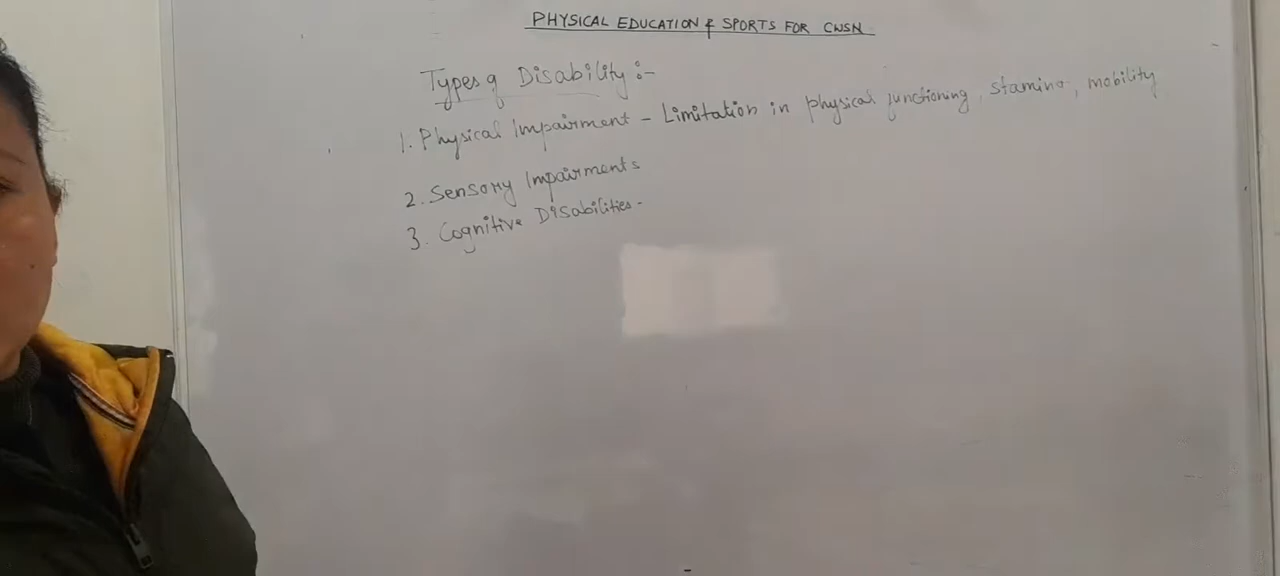 PHYSICAL EDUCATION & SPORTS FOR CWSN
Types of Disability :-
1. Physical Impairment - Limitation in physical functioning, stamina, mobility
2. Sensory Impairments
3. Cognitive Disabilities -